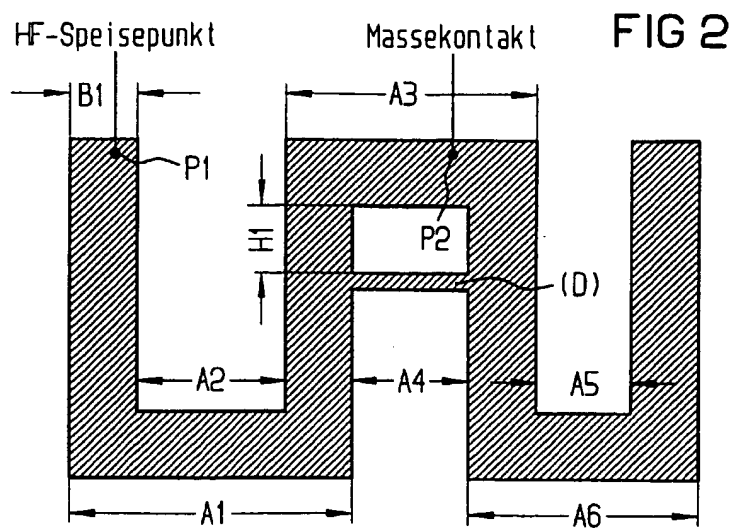 HF-Speisepunkt
Massekontakt
FIG 2
B1
A3
P1
P2
H1
(D)
A2
A4
A5
A1
A6